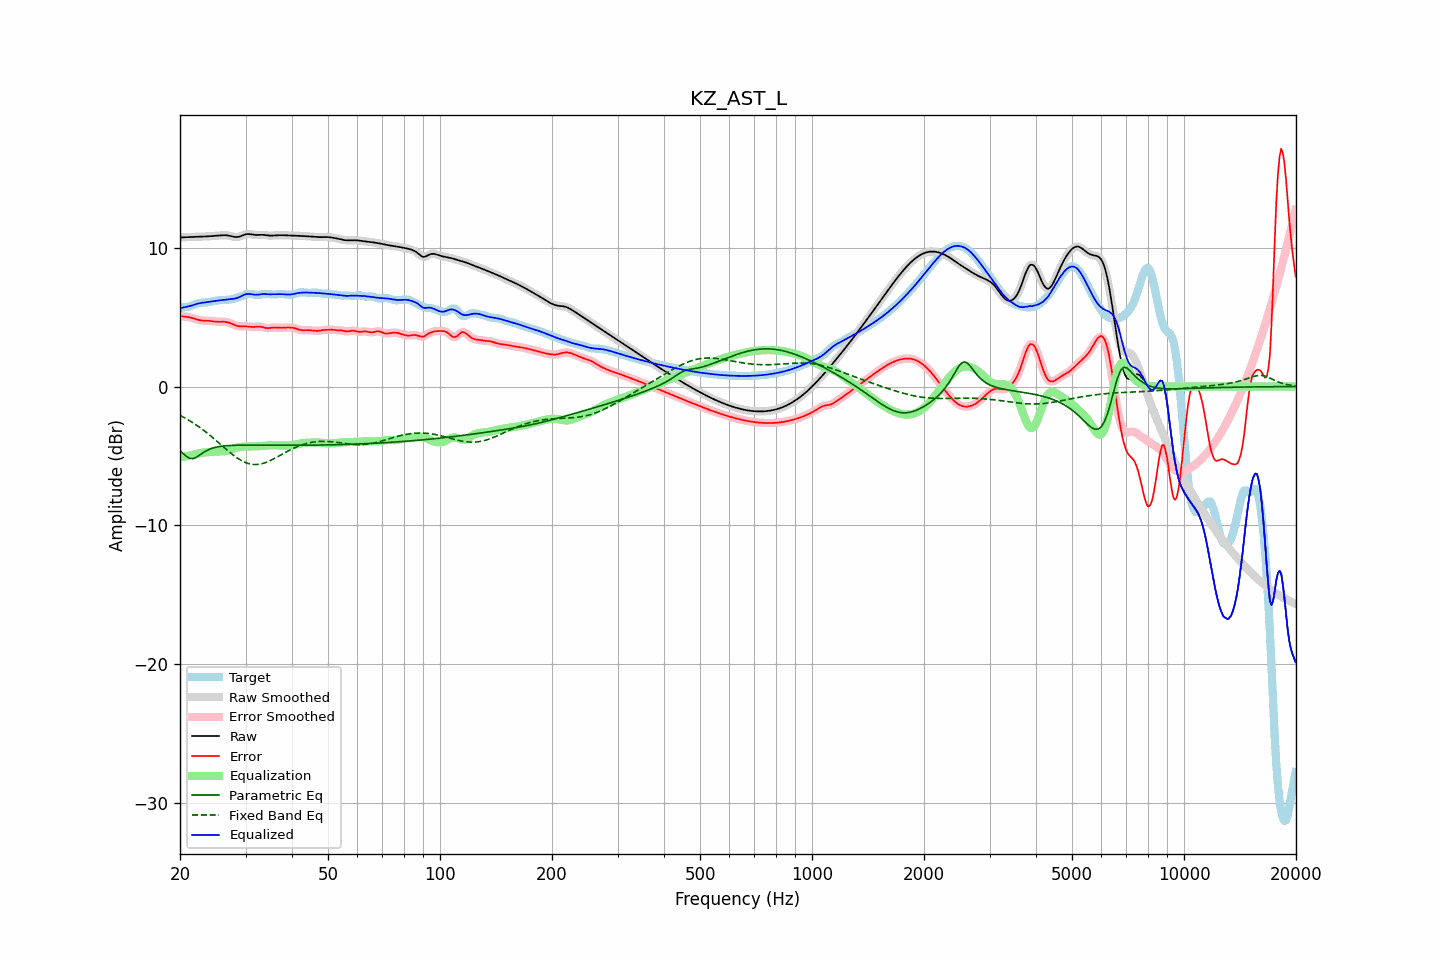 KZ_AST_L
Amplitude (dBr)
10
0
−10
−20
−30
Target
Raw Smoothed
Error Smoothed
Raw
Error
Equalization
Parametric Eq
Fixed Band Eq
Equalized
20 50 100 200 500 1000 2000 5000 10000 20000
Frequency (Hz)